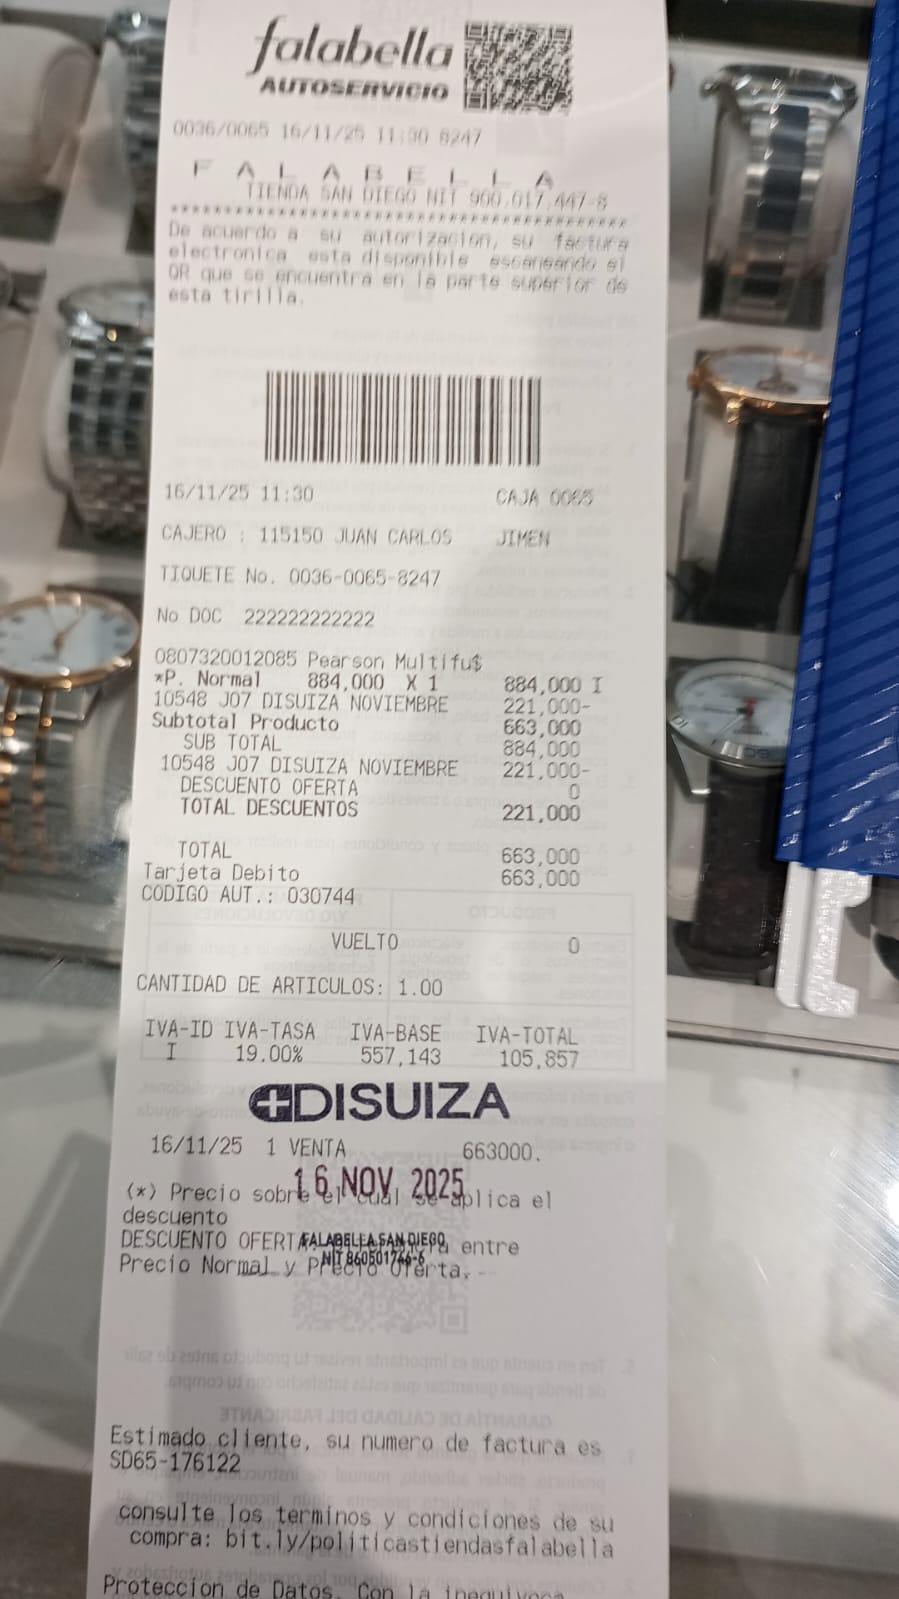 falabella
AUTOSERVICIO
0036/0065 16/11/25 11:30 8247
F A L A B E L L A
TIENDA SAN DIEGO NIT 900.017.447-8
De acuerdo a su autorizacion, su factura
electronica esta disponible escaneando el
QR que se encuentra en la parte superior de
esta tirilla.
16/11/25 11:30 CAJA 0065
CAJERO : 115150 JUAN CARLOS JIMEN
TIQUETE No. 0036-0065-8247
No DOC 222222222222
0807320012085 Pearson Multifu$
*P. Normal 884,000 X 1 884,000 I
10548 J07 DISUIZA NOVIEMBRE 221,000-
Subtotal Producto 663,000
SUB TOTAL 884,000
10548 J07 DISUIZA NOVIEMBRE 221,000-
DESCUENTO OFERTA 0
TOTAL DESCUENTOS 221,000
TOTAL 663,000
Tarjeta Debito 663,000
CODIGO AUT.: 030744
VUELTO 0
CANTIDAD DE ARTICULOS: 1.00
IVA-ID IVA-TASA IVA-BASE IVA-TOTAL
I 19.00% 557,143 105,857
DISUIZA
16/11/25 1 VENTA 663000.
16 NOV 2025
(*) Precio sobre el cual se aplica el
descuento
FALABELLA SAN DIEGO
DESCUENTO OFERTA entre
NIT 860501746-6
Precio Normal y Precio Oferta.
Estimado cliente, su numero de factura es
SD65-176122
consulte los terminos y condiciones de su
compra: bit.ly/politicastiendasfalabella
Proteccion de Datos. Con la inequivoca